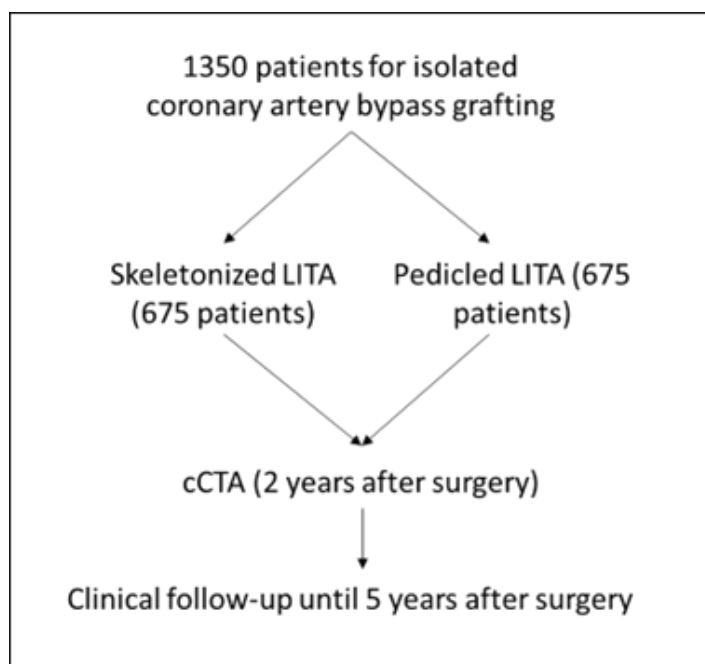 1350 patients for isolated
coronary artery bypass grafting
Skeletonized LITA
(675 patients)
Pedicled LITA (675
patients)
cCTA (2 years after surgery)
Clinical follow-up until 5 years after surgery